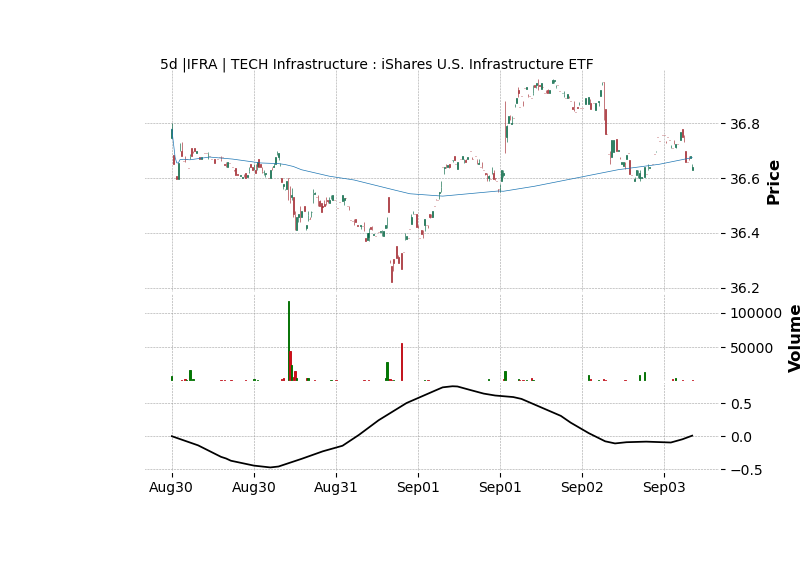 5d |IFRA | TECH Infrastructure : iShares U.S. Infrastructure ETF
36.8
36.6
36.4
36.2
Price
100000
50000
Volume
0.5
0.0
−0.5
Aug30 Aug30 Aug31 Sep01 Sep01 Sep02 Sep03